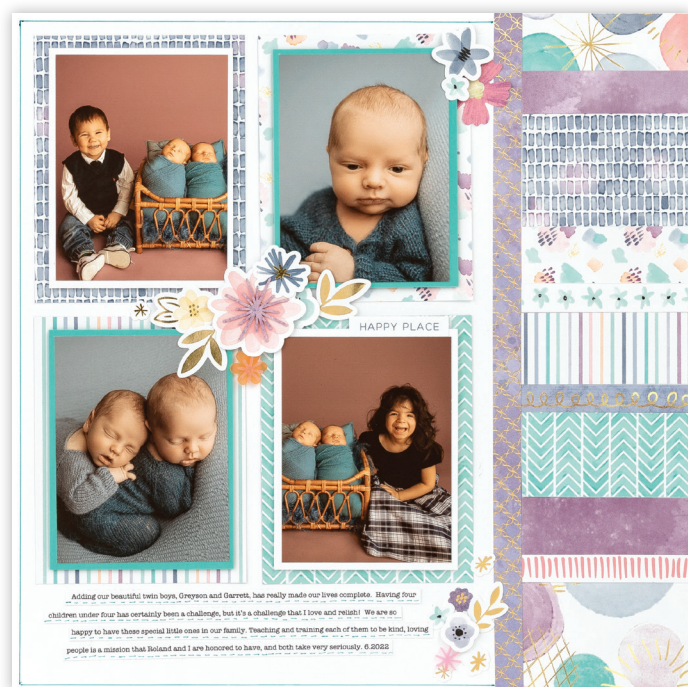 HAPPY PLACE
Adding our beautiful twin boys, Greyson and Garrett, has really made our lives complete. Having four
children under four has certainly been a challenge, but it's a challenge that I love and relish! We are so
happy to have these special little ones in our family. Teaching and training each of them to be kind, loving
people is a mission that Roland and I are honored to have, and both take very seriously. 6.2022